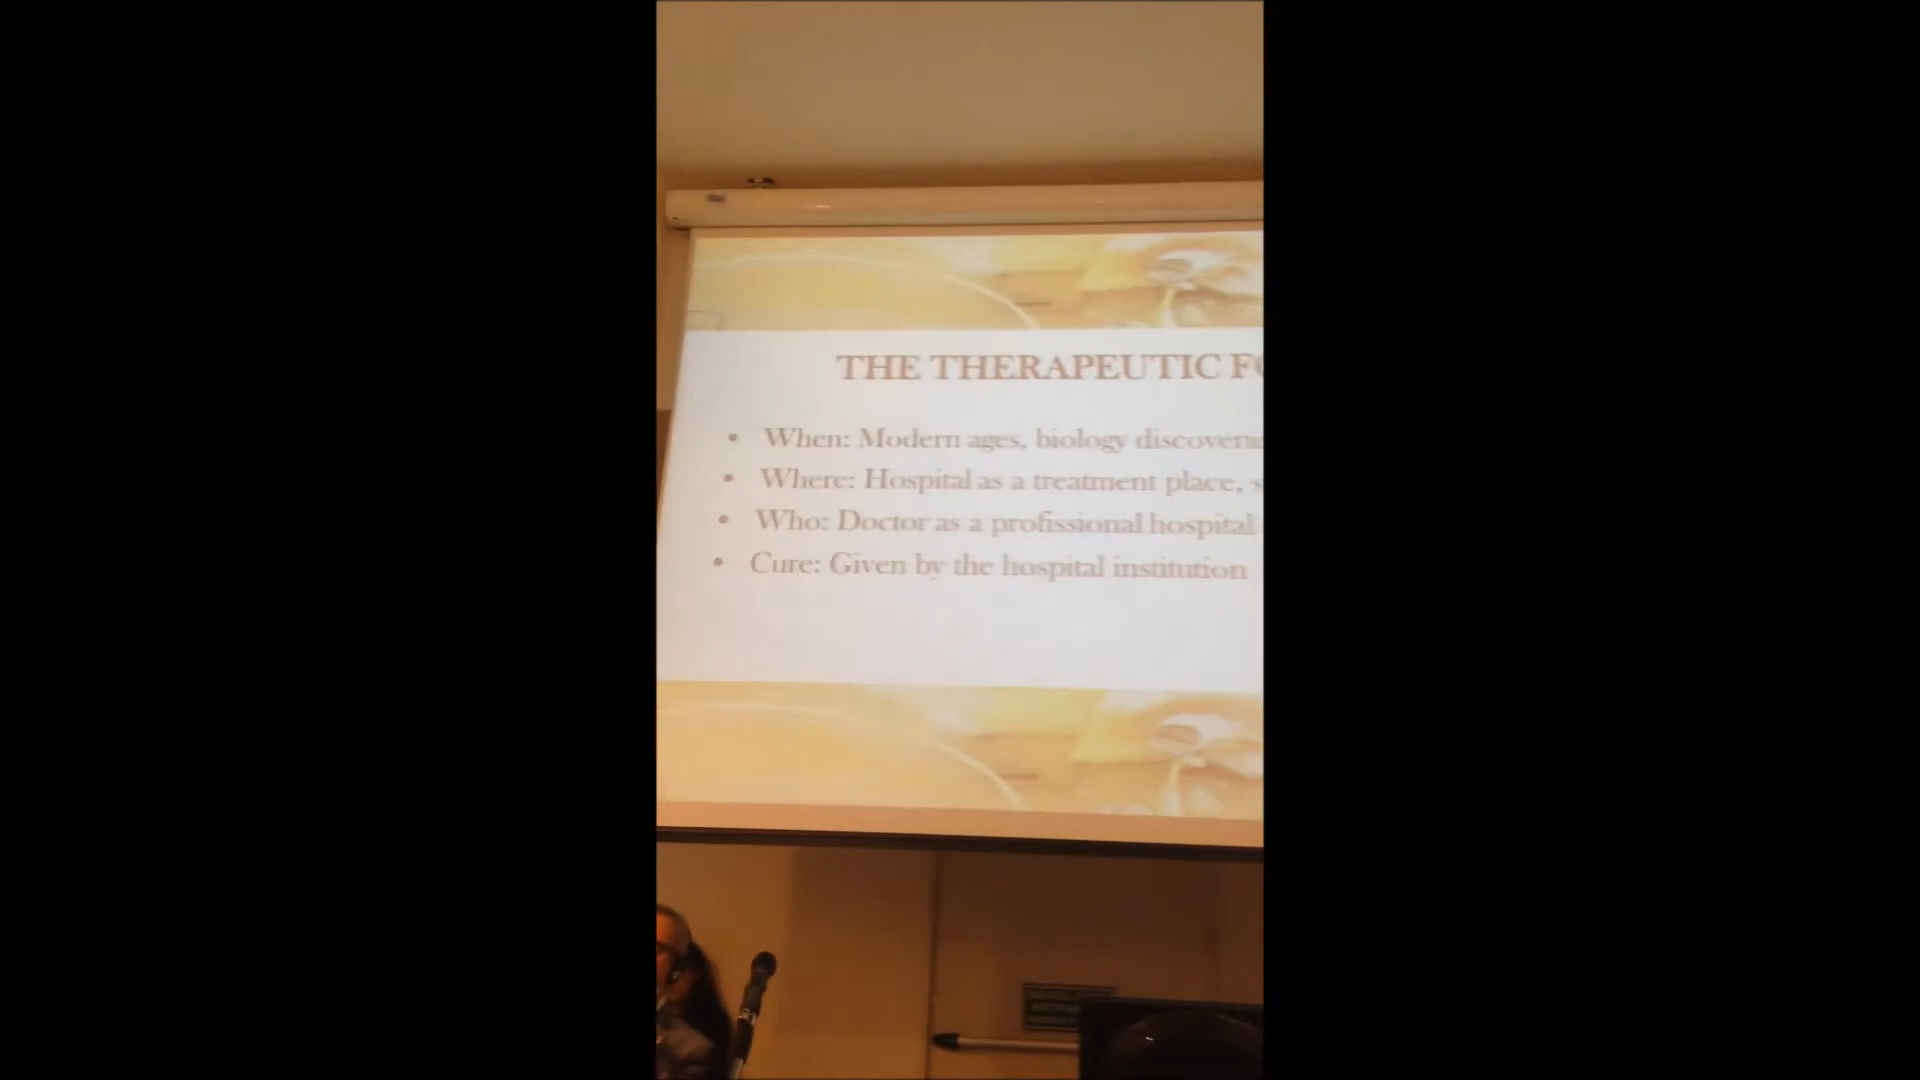 THE THERAPEUTIC
• When: Modern ages, biology
• Where: Hospital as a treatment place,
• Who: Doctor as a profissional hospital
• Cure: Given by the hospital institution